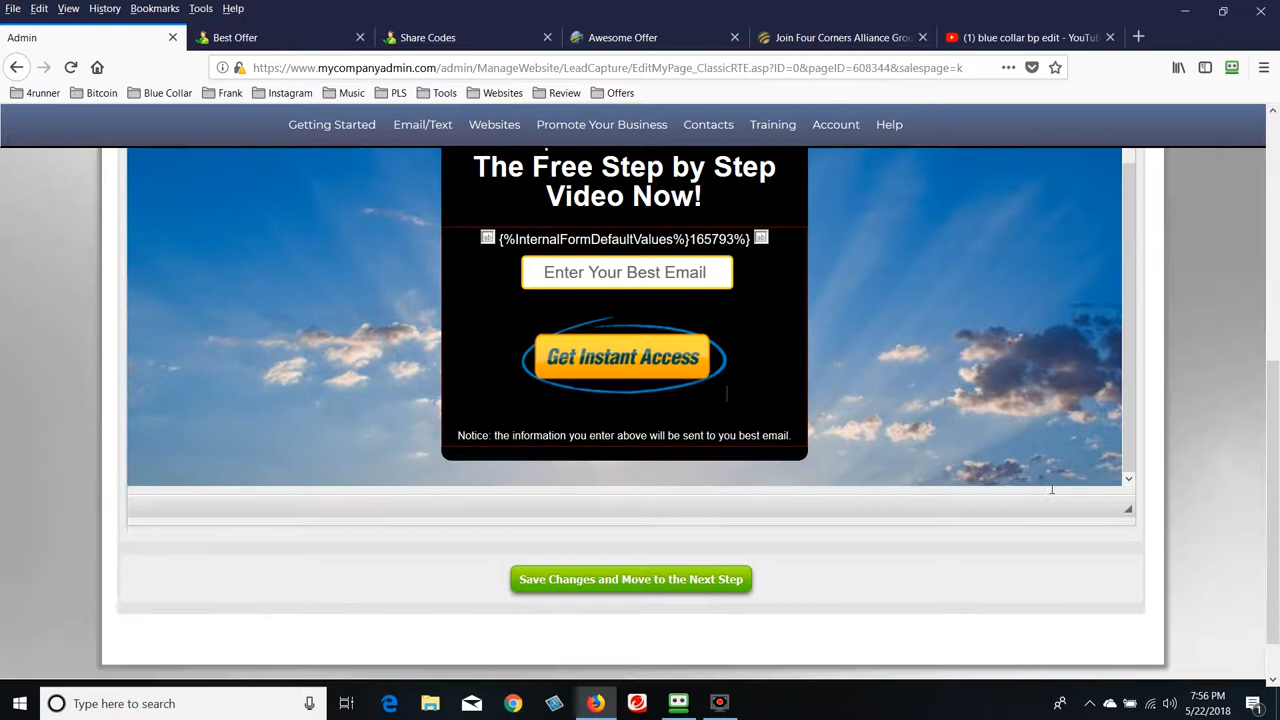 File Edit View History Bookmarks Tools Help
Admin Best Offer Share Codes Awesome Offer Join Four Corners Alliance Grou (1) blue collar bp edit - YouTu
https://www.mycompanyadmin.com/admin/ManageWebsite/LeadCapture/EditMyPage_ClassicRTE.asp?ID=0&pageID=608344&salespage=k
4runner Bitcoin Blue Collar Frank Instagram Music PLS Tools Websites Review Offers
Getting Started Email/Text Websites Promote Your Business Contacts Training Account Help
The Free Step by Step
Video Now!
{%InternalFormDefaultValues%}165793%}
Enter Your Best Email
Get Instant Access
Notice: the information you enter above will be sent to you best email.
Save Changes and Move to the Next Step
Type here to search
7:56 PM
5/22/2018
1